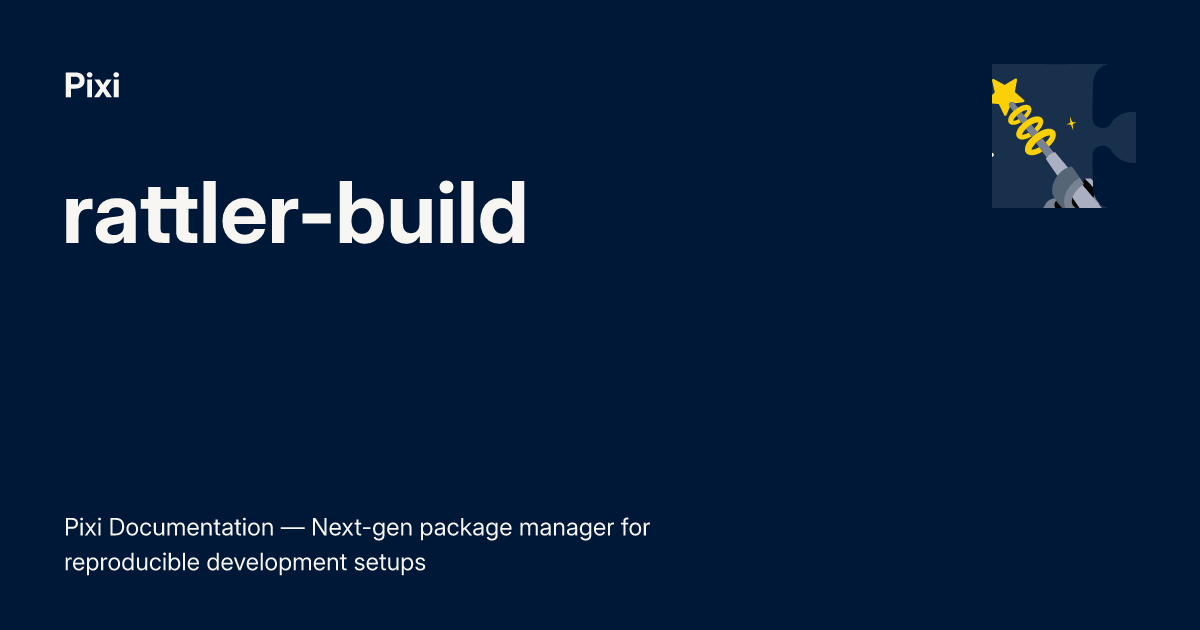 Pixi
rattler-build
Pixi Documentation — Next-gen package manager for
reproducible development setups